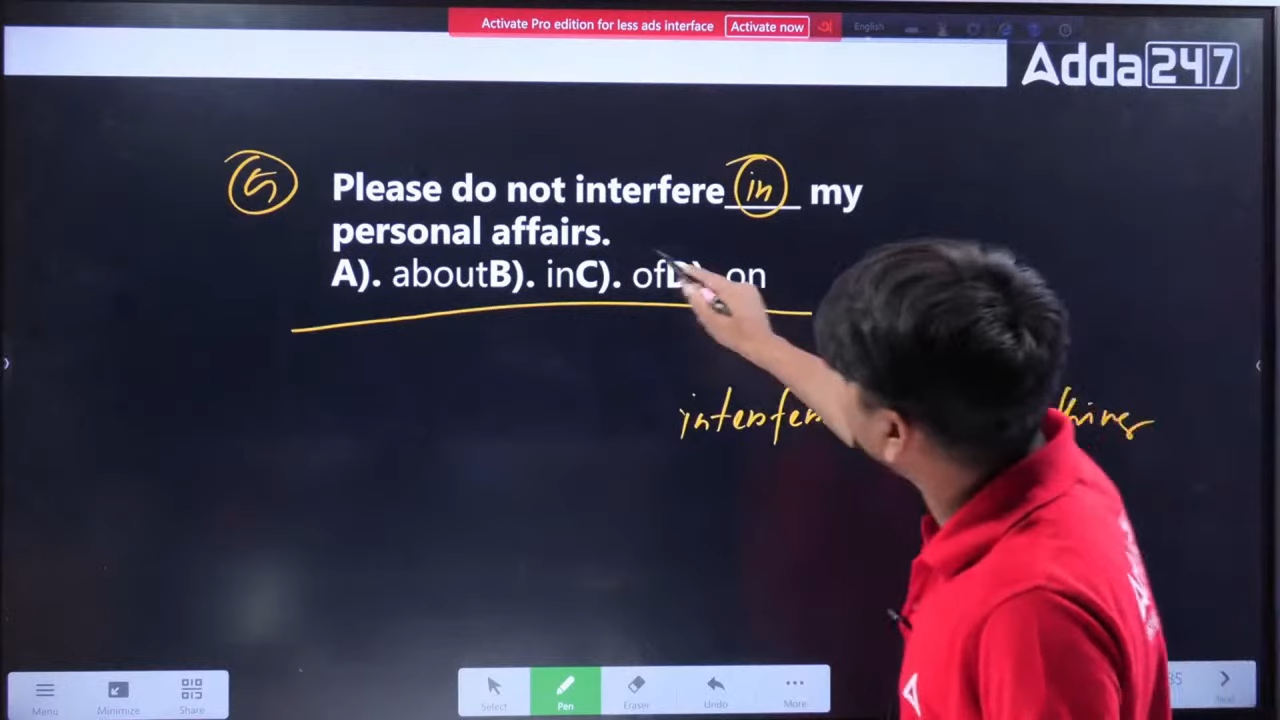 Activate Pro edition for less ads interface Activate now
English
Adda247
5 Please do not interfere in my
personal affairs.
A). about B). in C). of D). on
Menu Minimize Share Select Pen Eraser Undo More